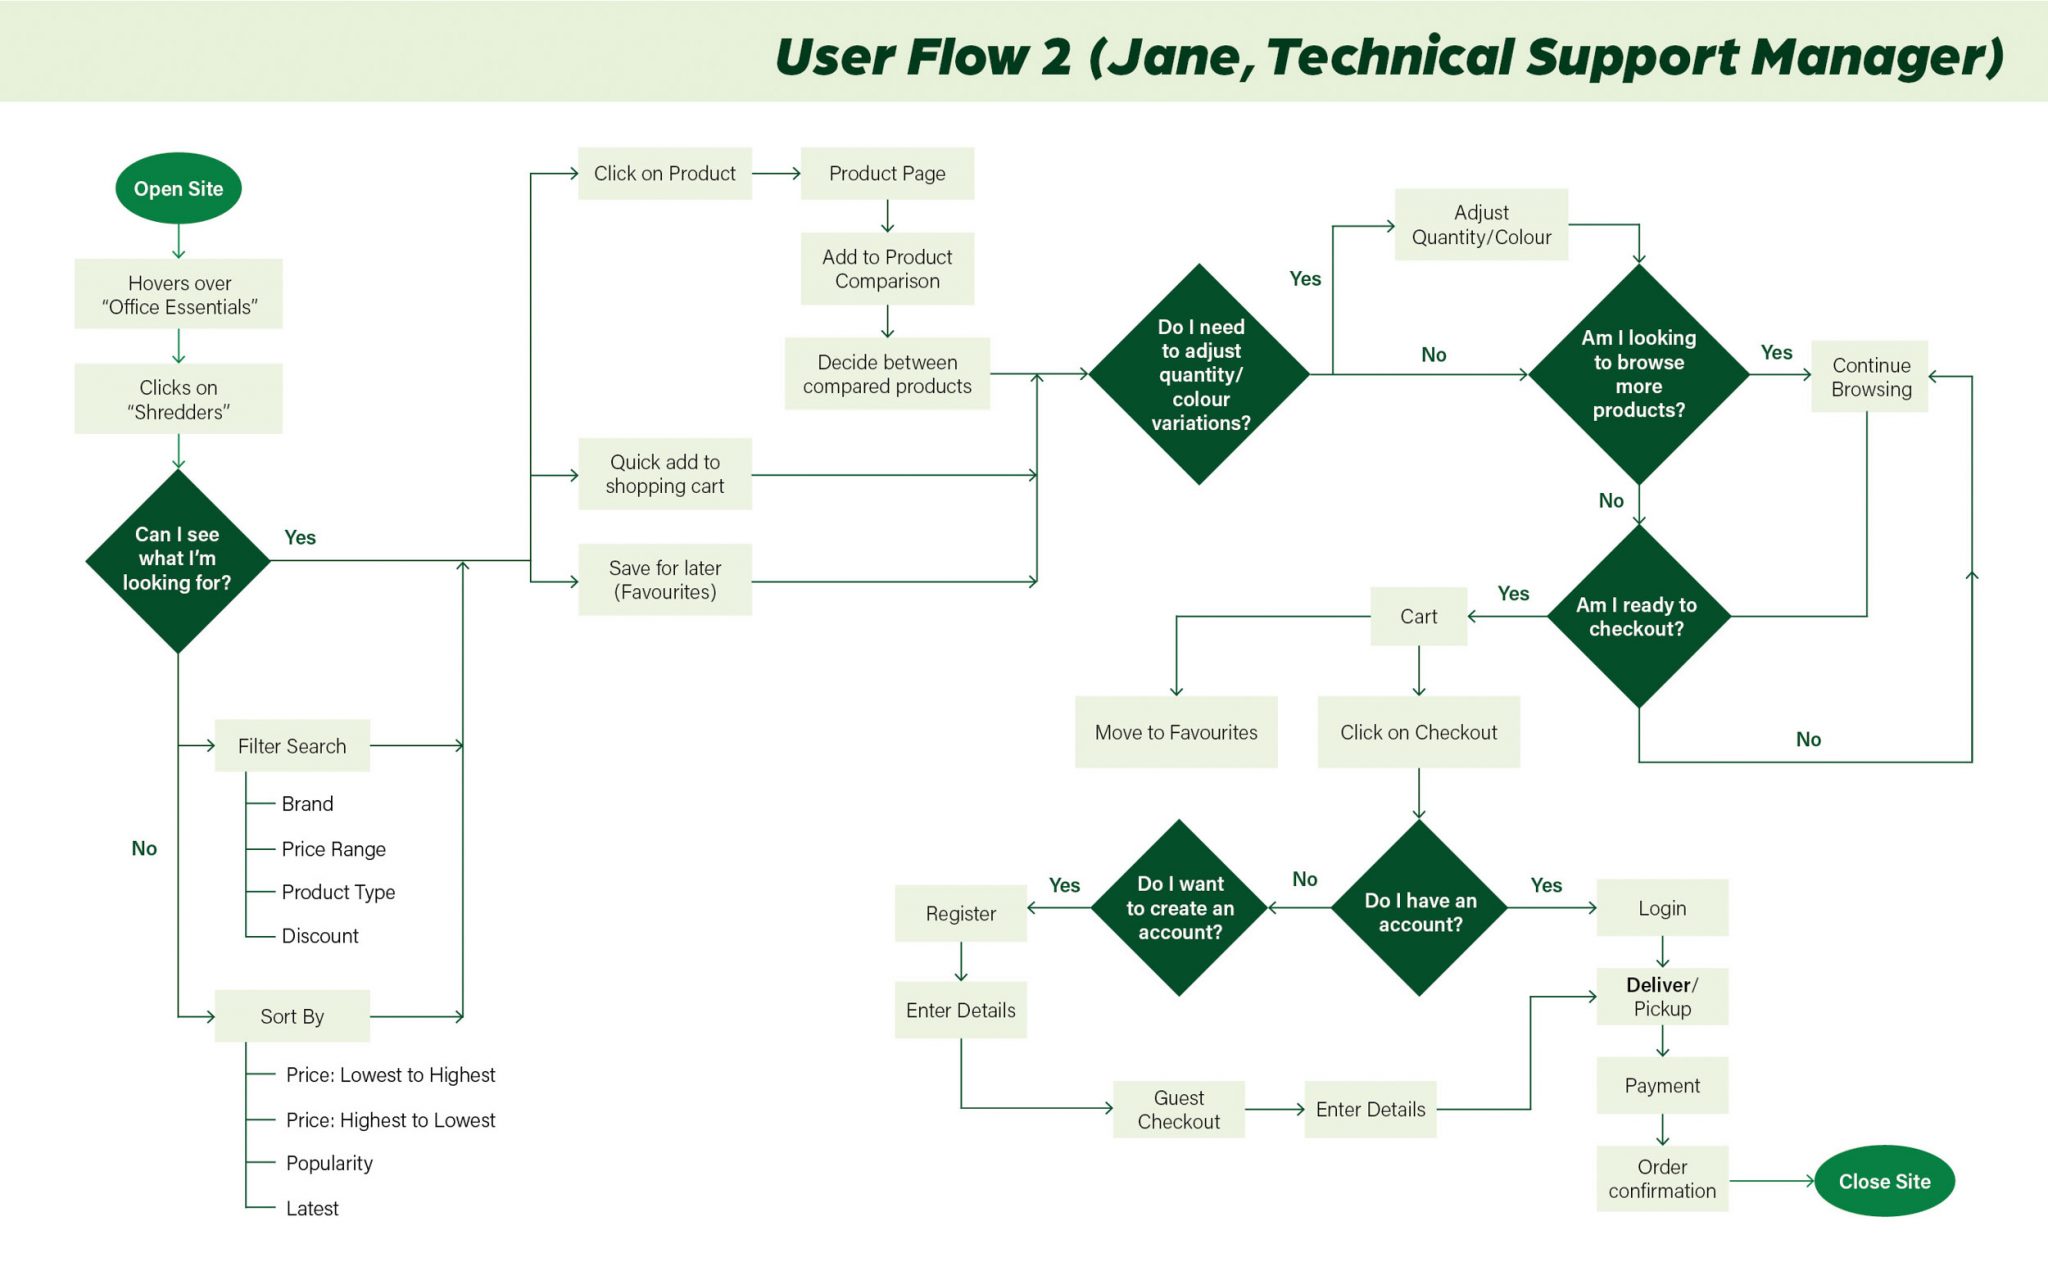 User Flow 2 (Jane, Technical Support Manager)
Open Site
Hovers over
“Office Essentials”
Clicks on
“Shredders”
Can I see
what I’m
looking for?
Yes
No
Filter Search
Brand
Price Range
Product Type
Discount
Sort By
Price: Lowest to Highest
Price: Highest to Lowest
Popularity
Latest
Click on Product
Product Page
Add to Product
Comparison
Decide between
compared products
Quick add to
shopping cart
Save for later
(Favourites)
Do I need
to adjust
quantity/
colour
variations?
Yes
Adjust
Quantity/Colour
No
Am I looking
to browse
more
products?
Yes
Continue
Browsing
No
Am I ready to
checkout?
Yes
No
Cart
Move to Favourites
Click on Checkout
Do I have an
account?
No
Yes
Do I want
to create an
account?
Yes
Register
Enter Details
Guest
Checkout
Enter Details
Login
Deliver/
Pickup
Payment
Order
confirmation
Close Site